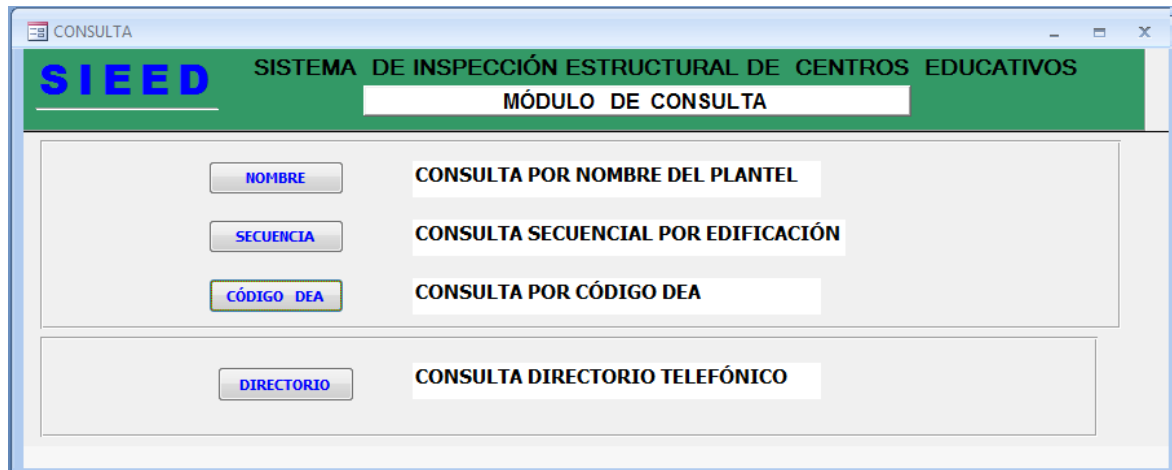 CONSULTA
SIEED
SISTEMA DE INSPECCIÓN ESTRUCTURAL DE CENTROS EDUCATIVOS
MÓDULO DE CONSULTA
NOMBRE CONSULTA POR NOMBRE DEL PLANTEL
SECUENCIA CONSULTA SECUENCIAL POR EDIFICACIÓN
CÓDIGO DEA CONSULTA POR CÓDIGO DEA
DIRECTORIO CONSULTA DIRECTORIO TELEFÓNICO